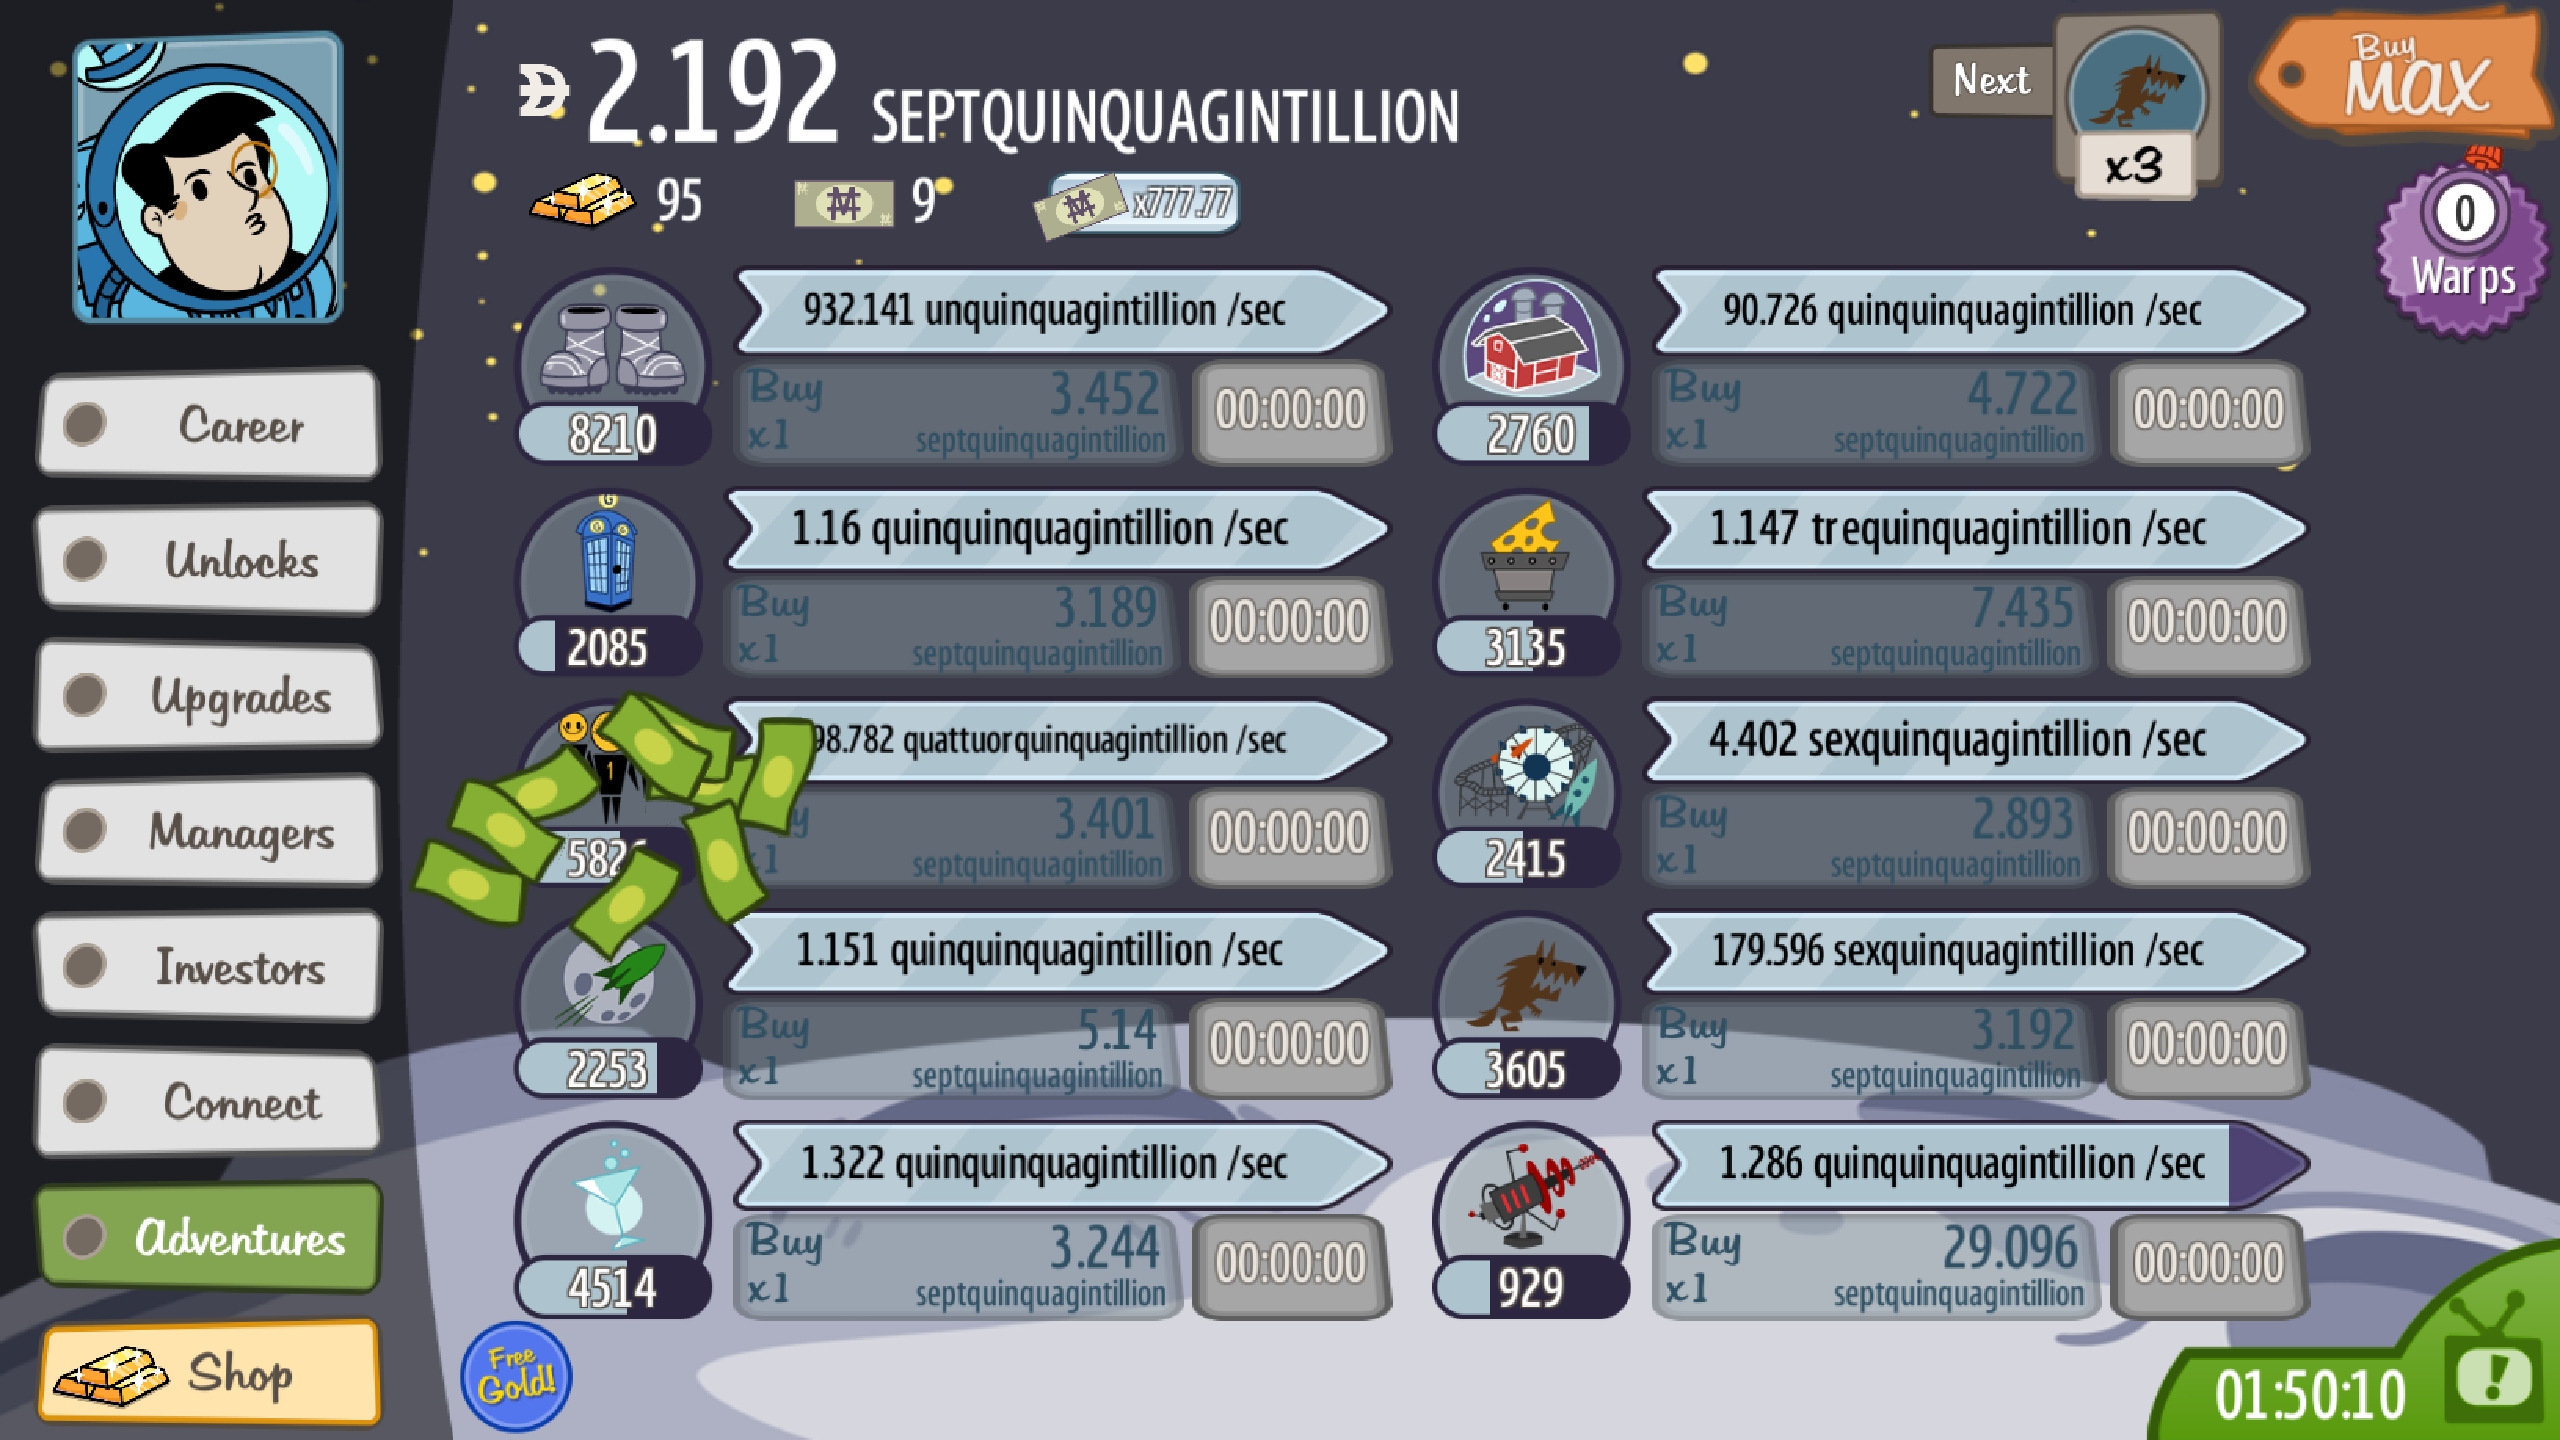 2.192 SEPTQUINQUAGINTILLION
Next
x3
Buy
MAX
95
9
x777.77
0
Warps
Career
Unlocks
Upgrades
Managers
Investors
Connect
Adventures
Shop
932.141 unquinquagintillion /sec
8210
Buy
x1
3.452
septquinquagintillion
00:00:00
90.726 quinquinquagintillion /sec
2760
Buy
x1
4.722
septquinquagintillion
00:00:00
G
1.16 quinquinquagintillion /sec
2085
Buy
x1
3.189
septquinquagintillion
00:00:00
1.147 trequinquagintillion /sec
3135
Buy
x1
7.435
septquinquagintillion
00:00:00
98.782 quattuorquinquagintillion /sec
1
3.401
septquinquagintillion
00:00:00
4.402 sexquinquagintillion /sec
2415
Buy
x1
2.893
septquinquagintillion
00:00:00
1.151 quinquinquagintillion /sec
2253
Buy
x1
5.14
septquinquagintillion
00:00:00
179.596 sexquinquagintillion /sec
3605
Buy
x1
3.192
septquinquagintillion
00:00:00
1.322 quinquinquagintillion /sec
4514
Buy
x1
3.244
septquinquagintillion
00:00:00
1.286 quinquinquagintillion /sec
929
Buy
x1
29.096
septquinquagintillion
00:00:00
Free
Gold!
01:50:10
!